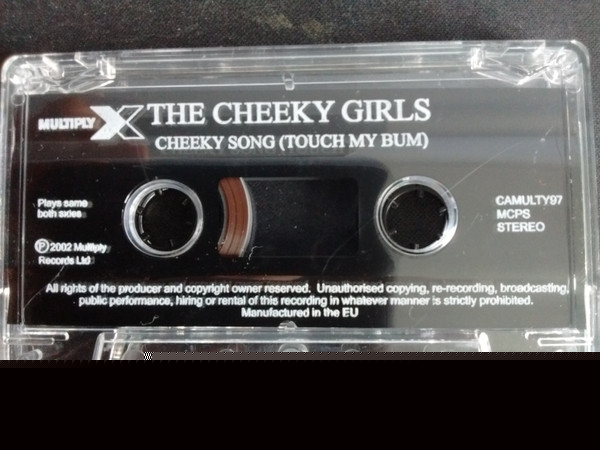 MULTIPLY X THE CHEEKY GIRLS
CHEEKY SONG (TOUCH MY BUM)
Plays same
both sides
CAMULTY97
MCPS
STEREO
Ⓟ 2002 Multiply
Records Ltd
All rights of the producer and copyright owner reserved. Unauthorised copying, re-recording, broadcasting,
public performance, hiring or rental of this recording in whatever manner is strictly prohibited.
Manufactured in the EU